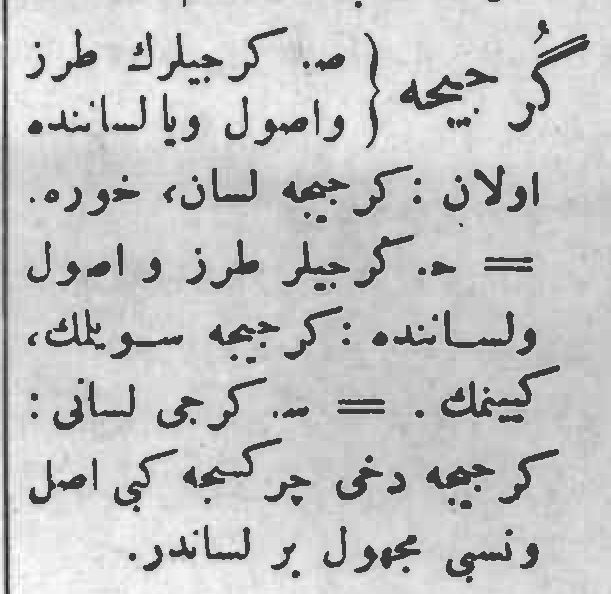 گُرجیجه { ص. کرجیلرك طرز
واصول ویا لساننده
اولان : کرجیجه لسان، خوره.
= ح. کرجیلر طرز و اصول
ولساننده : کرجیجه سویلمك،
کیینمك . = س. کرجی لسانی :
کرجیجه دخی چرکسجه کبی اصل
ونسبی مجهول بر لساندر.